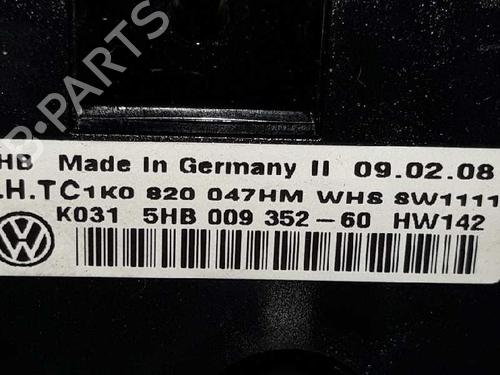 HB Made In Germany II 09.02.08
.H.TC1K0 820 047HM WHS SW1111
K031 5HB 009 352-60 HW142
B-PARTS